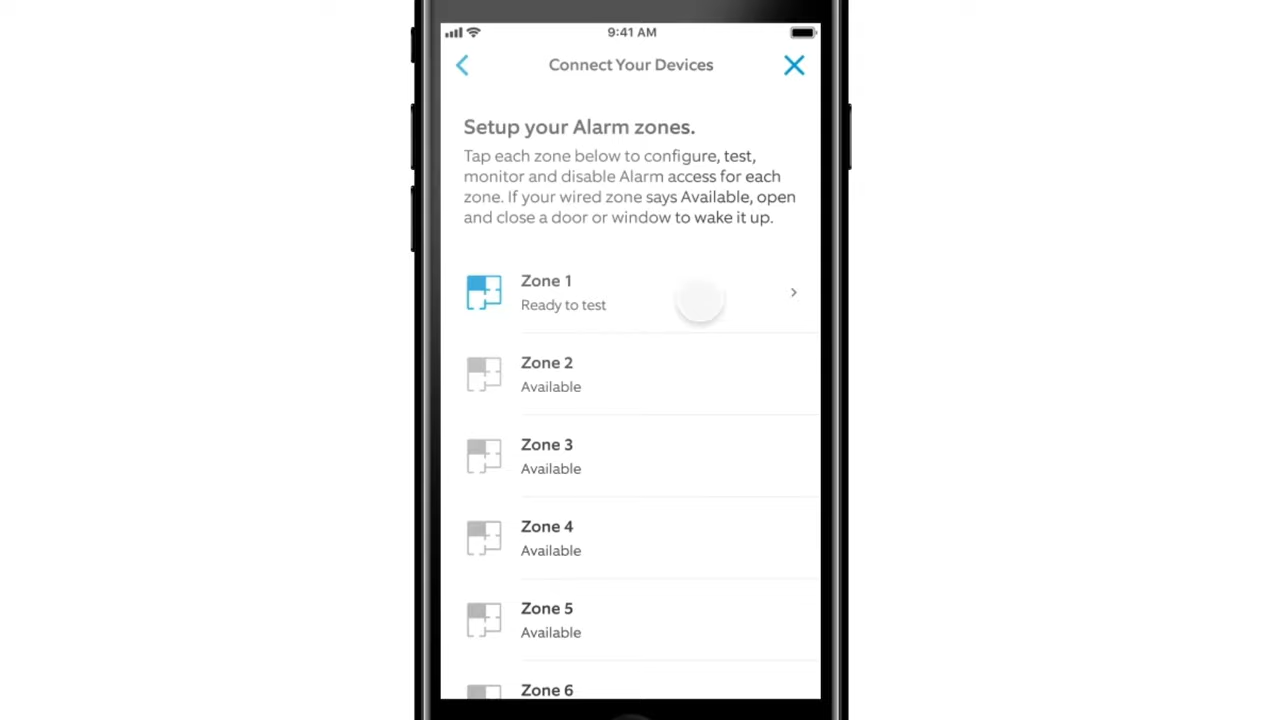 9:41 AM
Connect Your Devices
Setup your Alarm zones.
Tap each zone below to configure, test,
monitor and disable Alarm access for each
zone. If your wired zone says Available, open
and close a door or window to wake it up.
Zone 1
Ready to test
Zone 2
Available
Zone 3
Available
Zone 4
Available
Zone 5
Available
Zone 6